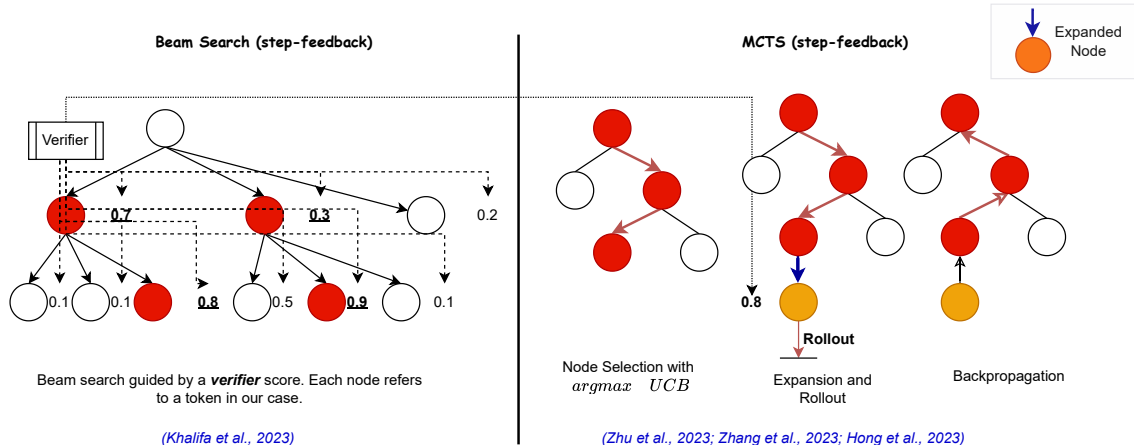 Beam Search (step-feedback)
MCTS (step-feedback)
Expanded
Node
Verifier
0.7
0.3
0.2
0.1
0.1
0.8
0.5
0.9
0.1
0.8
Rollout
Beam search guided by a verifier score. Each node refers
to a token in our case.
Node Selection with
argmax UCB
Expansion and
Rollout
Backpropagation
(Khalifa et al., 2023)
(Zhu et al., 2023; Zhang et al., 2023; Hong et al., 2023)